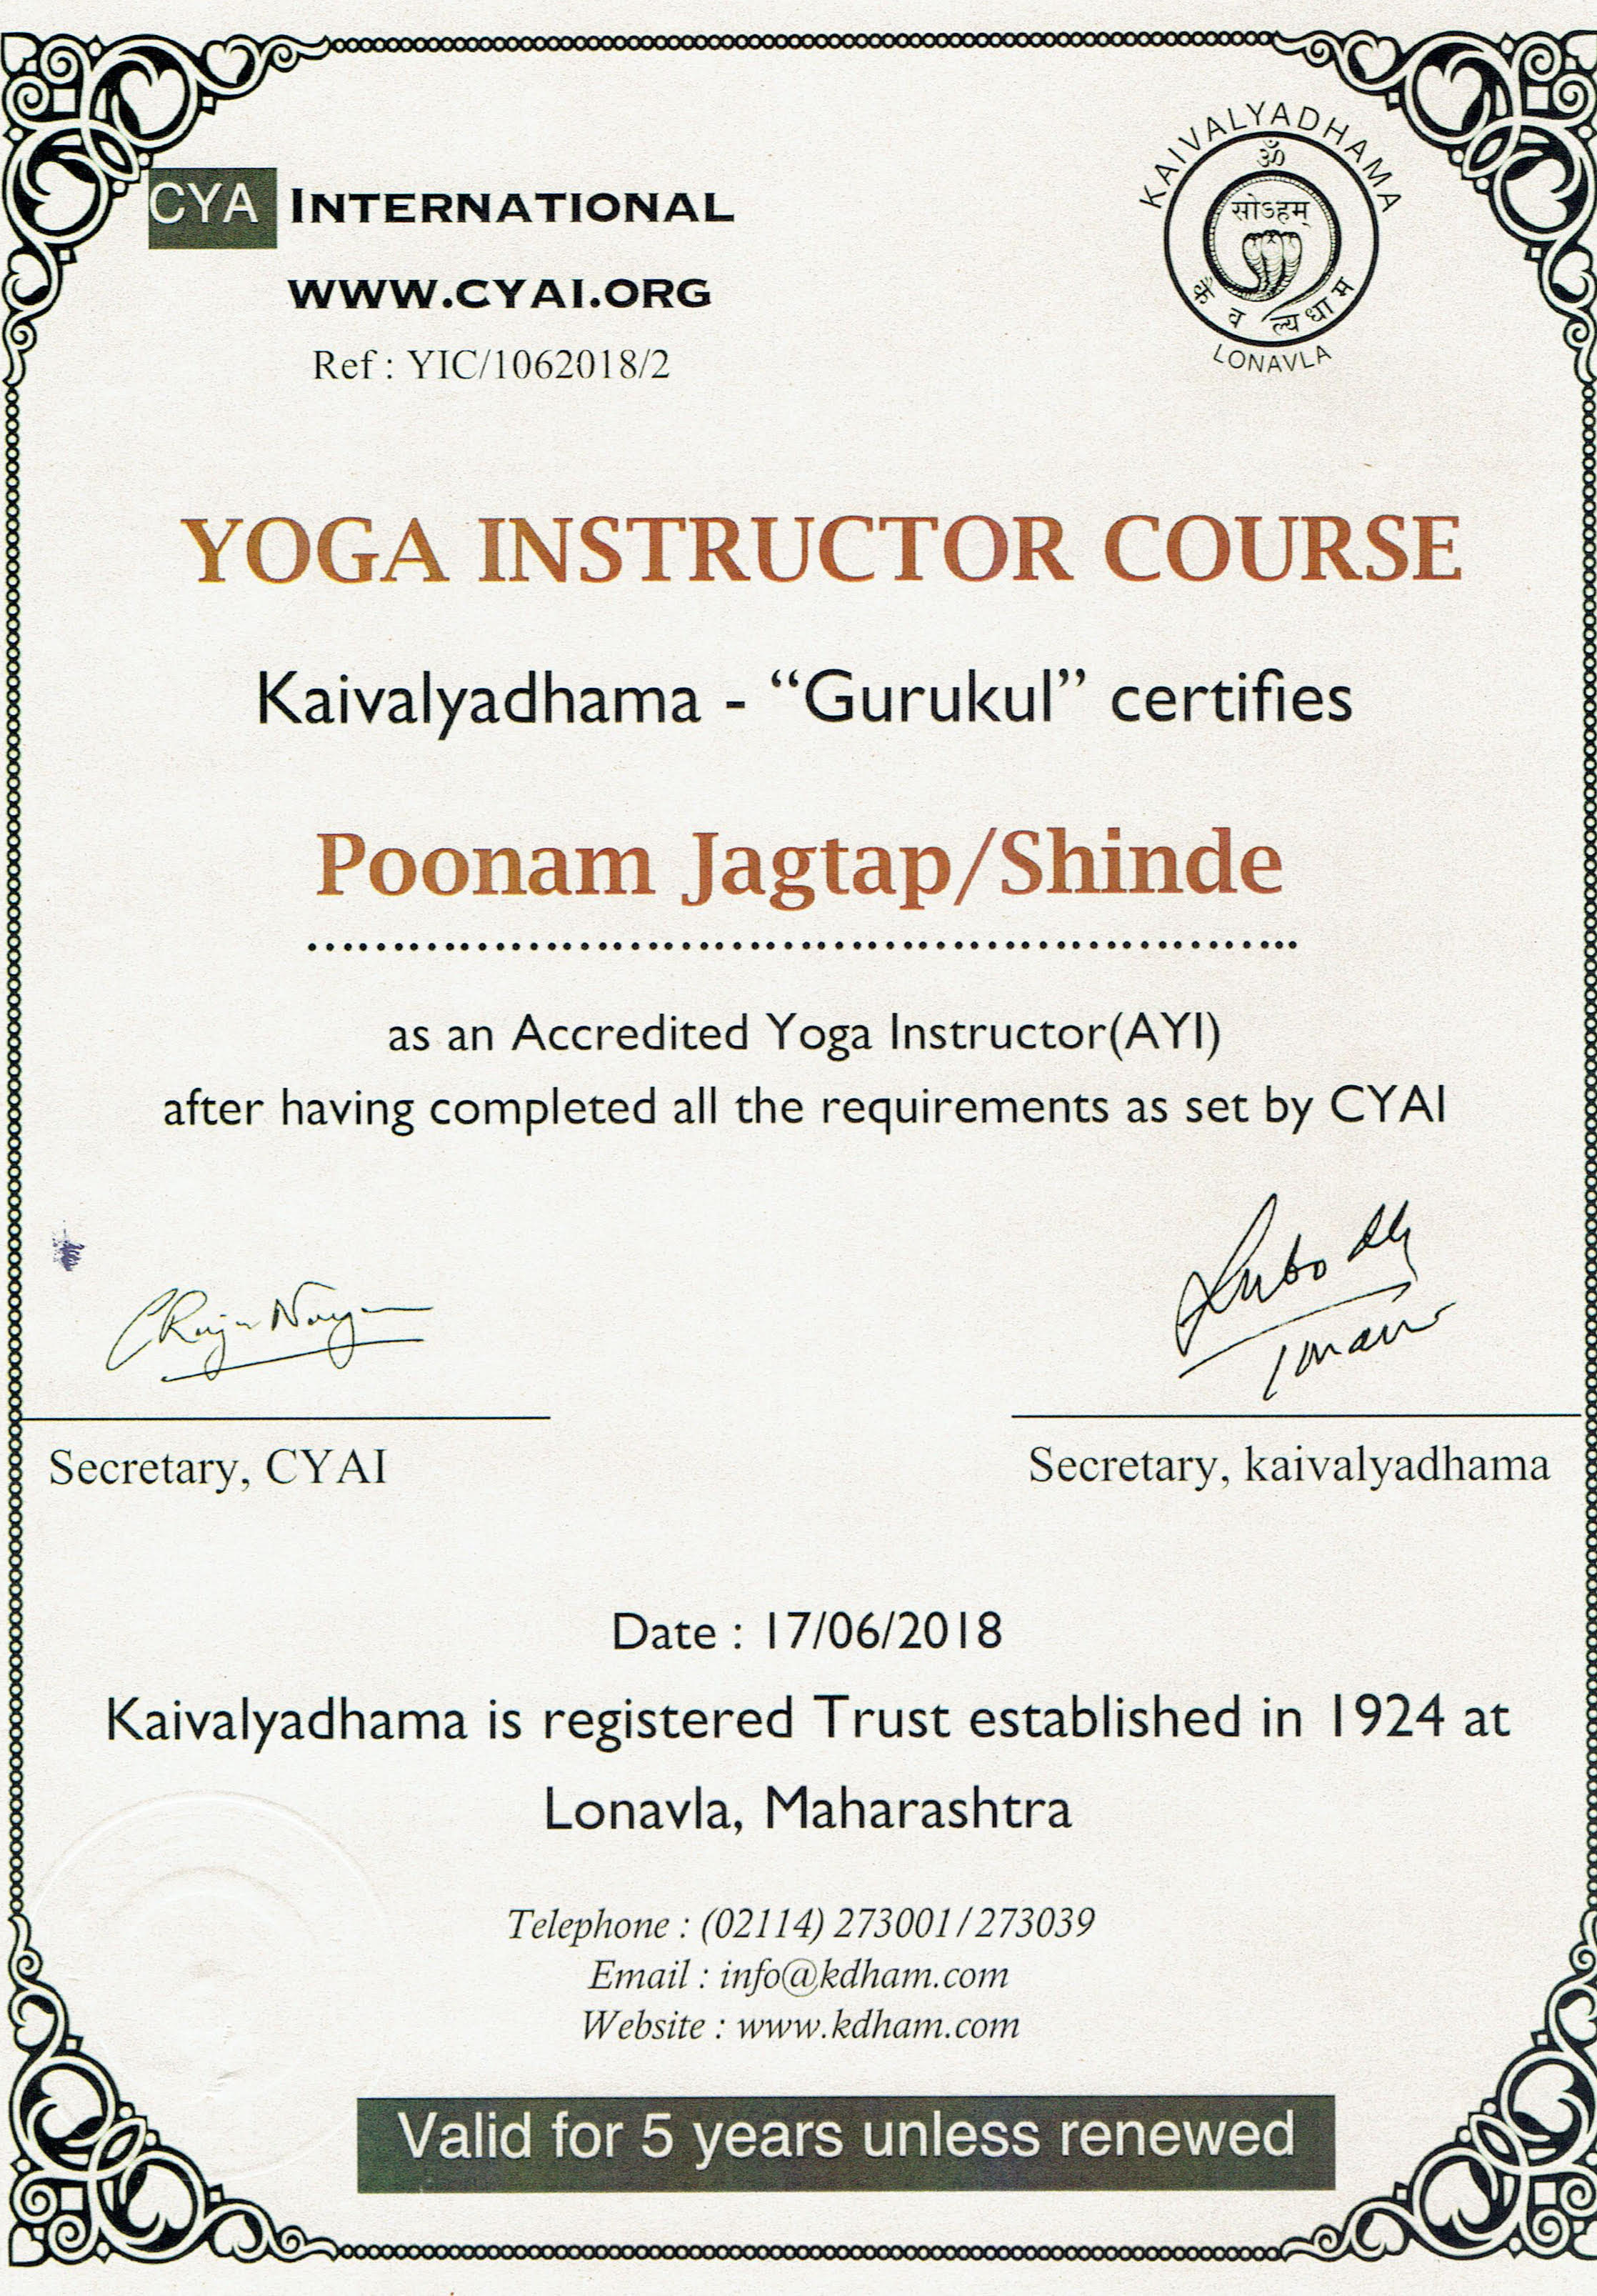 CYA INTERNATIONAL
WWW.CYAI.ORG
Ref : YIC/1062018/2
KAIVALYADHAMA
ॐ
सोऽहम्
कैवल्यधाम
LONAVLA
YOGA INSTRUCTOR COURSE
Kaivalyadhama - “Gurukul” certifies
Poonam Jagtap/Shinde
as an Accredited Yoga Instructor(AYI)
after having completed all the requirements as set by CYAI
Secretary, CYAI
Secretary, kaivalyadhama
Date : 17/06/2018
Kaivalyadhama is registered Trust established in 1924 at
Lonavla, Maharashtra
Telephone : (02114) 273001/273039
Email : info@kdham.com
Website : www.kdham.com
Valid for 5 years unless renewed